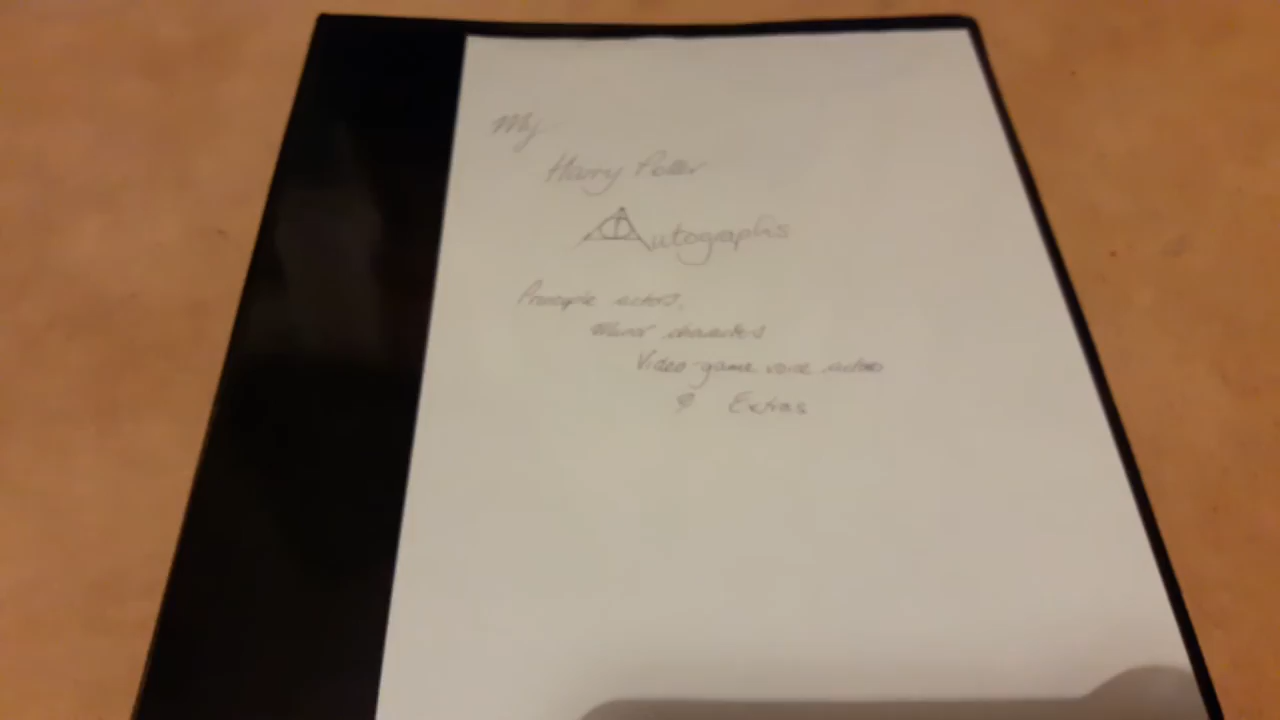 My
Harry Potter
Autographs
Principle actors,
Minor characters
Video-game voice actors
& Extras